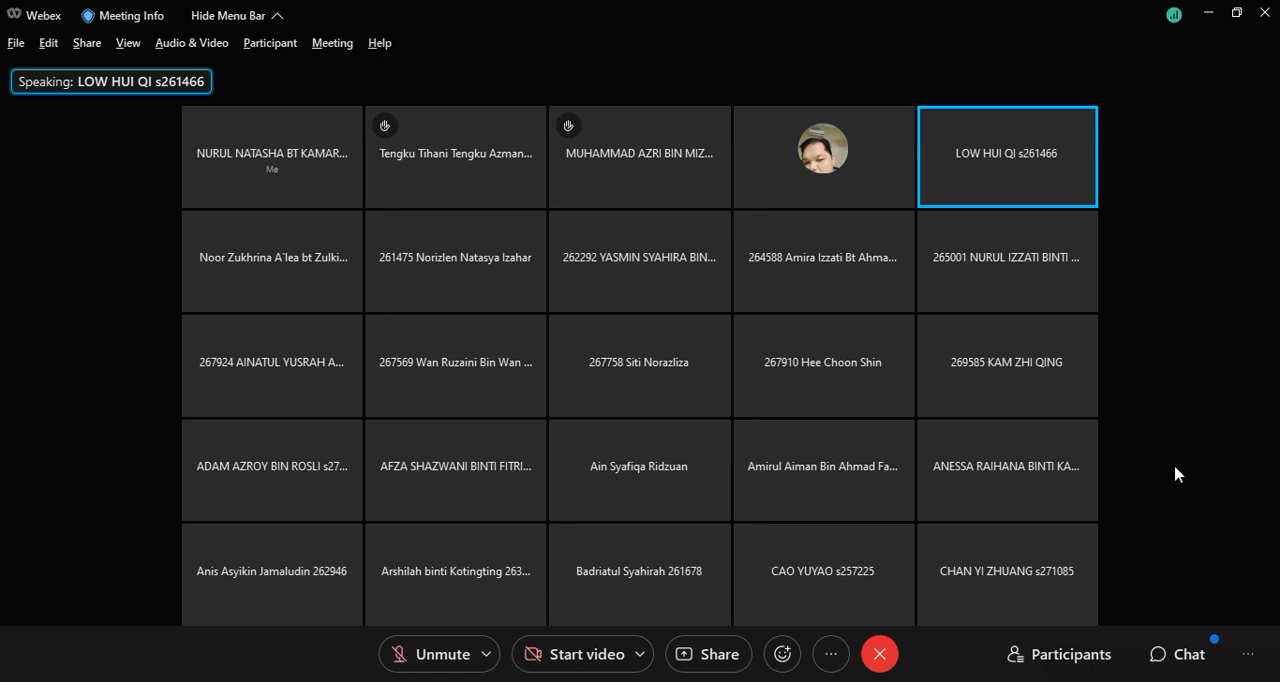 Webex Meeting Info Hide Menu Bar
File Edit Share View Audio & Video Participant Meeting Help
Speaking: LOW HUI QI s261466
NURUL NATASHA BT KAMAR...
Me
Tengku Tihani Tengku Azman...
MUHAMMAD AZRI BIN MIZ...
LOW HUI QI s261466
Noor Zukhrina A`lea bt Zulki...
261475 Norizlen Natasya Izahar
262292 YASMIN SYAHIRA BIN...
264588 Amira Izzati Bt Ahma...
265001 NURUL IZZATI BINTI ...
267924 AINATUL YUSRAH A...
267569 Wan Ruzaini Bin Wan ...
267758 Siti Norazliza
267910 Hee Choon Shin
269585 KAM ZHI QING
ADAM AZROY BIN ROSLI s27...
AFZA SHAZWANI BINTI FITRI...
Ain Syafiqa Ridzuan
Amirul Aiman Bin Ahmad Fa...
ANESSA RAIHANA BINTI KA...
Anis Asyikin Jamaludin 262946
Arshilah binti Kotingting 263...
Badriatul Syahirah 261678
CAO YUYAO s257225
CHAN YI ZHUANG s271085
Unmute Start video Share Participants Chat